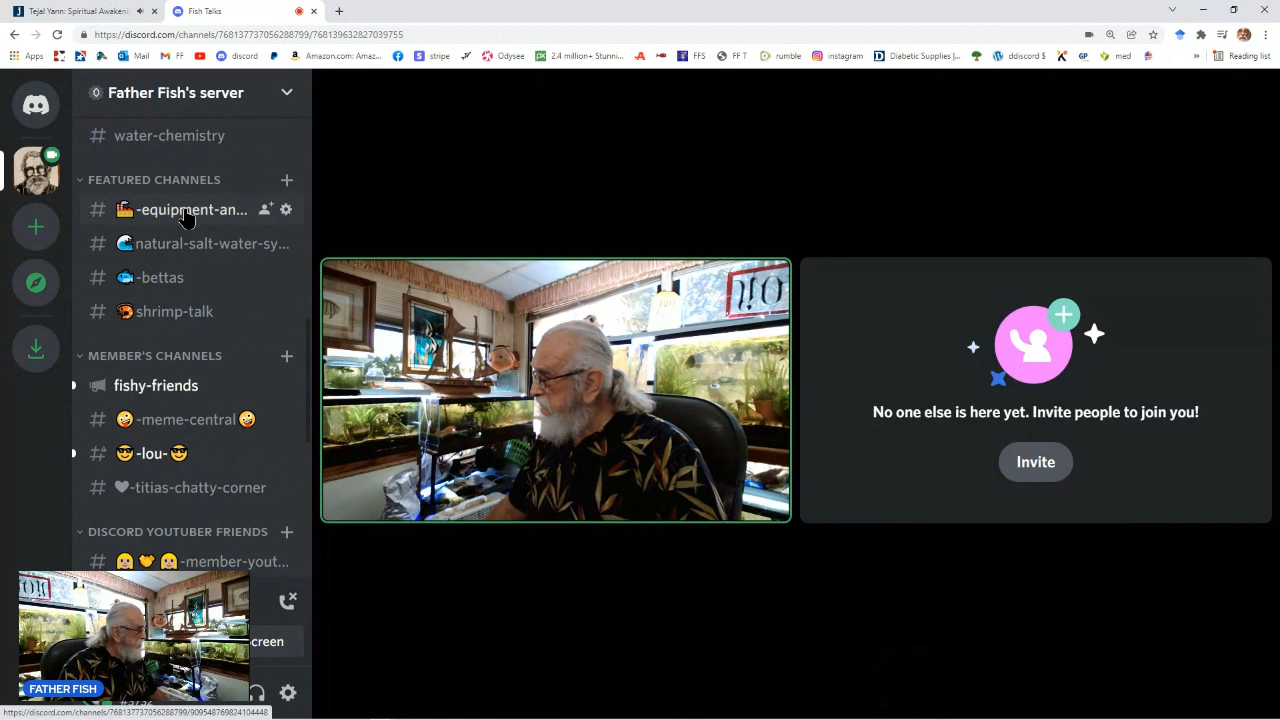 Tejal Yann: Spiritual Awakeni
Fish Talks
https://discord.com/channels/768137737056288799/768139632827039755
Apps
Mail
FF
discord
Amazon.com: Amaz...
stripe
Odysee
2.4 million+ Stunni...
FFS
FF T
rumble
instagram
Diabetic Supplies |...
ddiscord $
med
»
Reading list
Father Fish's server
# water-chemistry
FEATURED CHANNELS
# -equipment-an...
# natural-salt-water-sy...
# -bettas
# shrimp-talk
MEMBER'S CHANNELS
fishy-friends
# -meme-central
# -lou-
# -titias-chatty-corner
DISCORD YOUTUBER FRIENDS
# -member-yout...
creen
FATHER FISH
https://discord.com/channels/768137737056288799/909548769824104448
No one else is here yet. Invite people to join you!
Invite